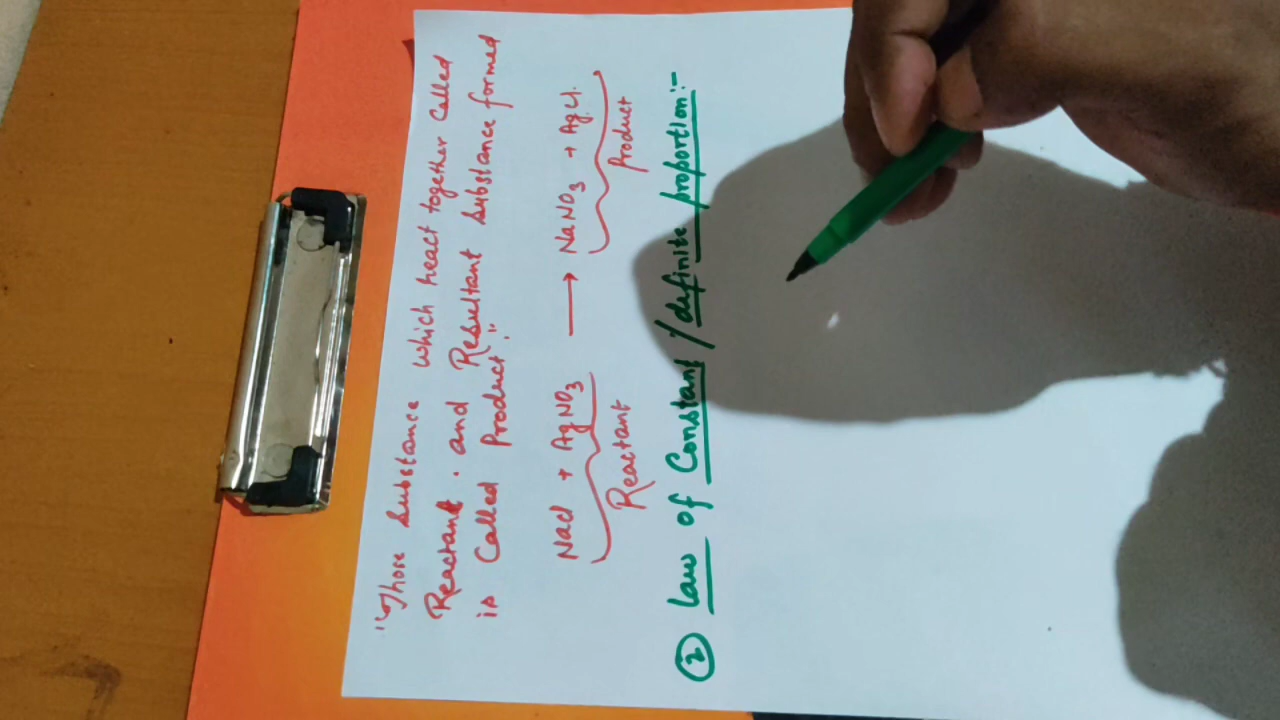 "Those Substance which react together Called
Reactant. and Resultant Substance formed
is Called Product"
Nacl + AgNO3 → NaNO3 + Agcl.
Reactant Product
② law of Constant / definite proportion:-